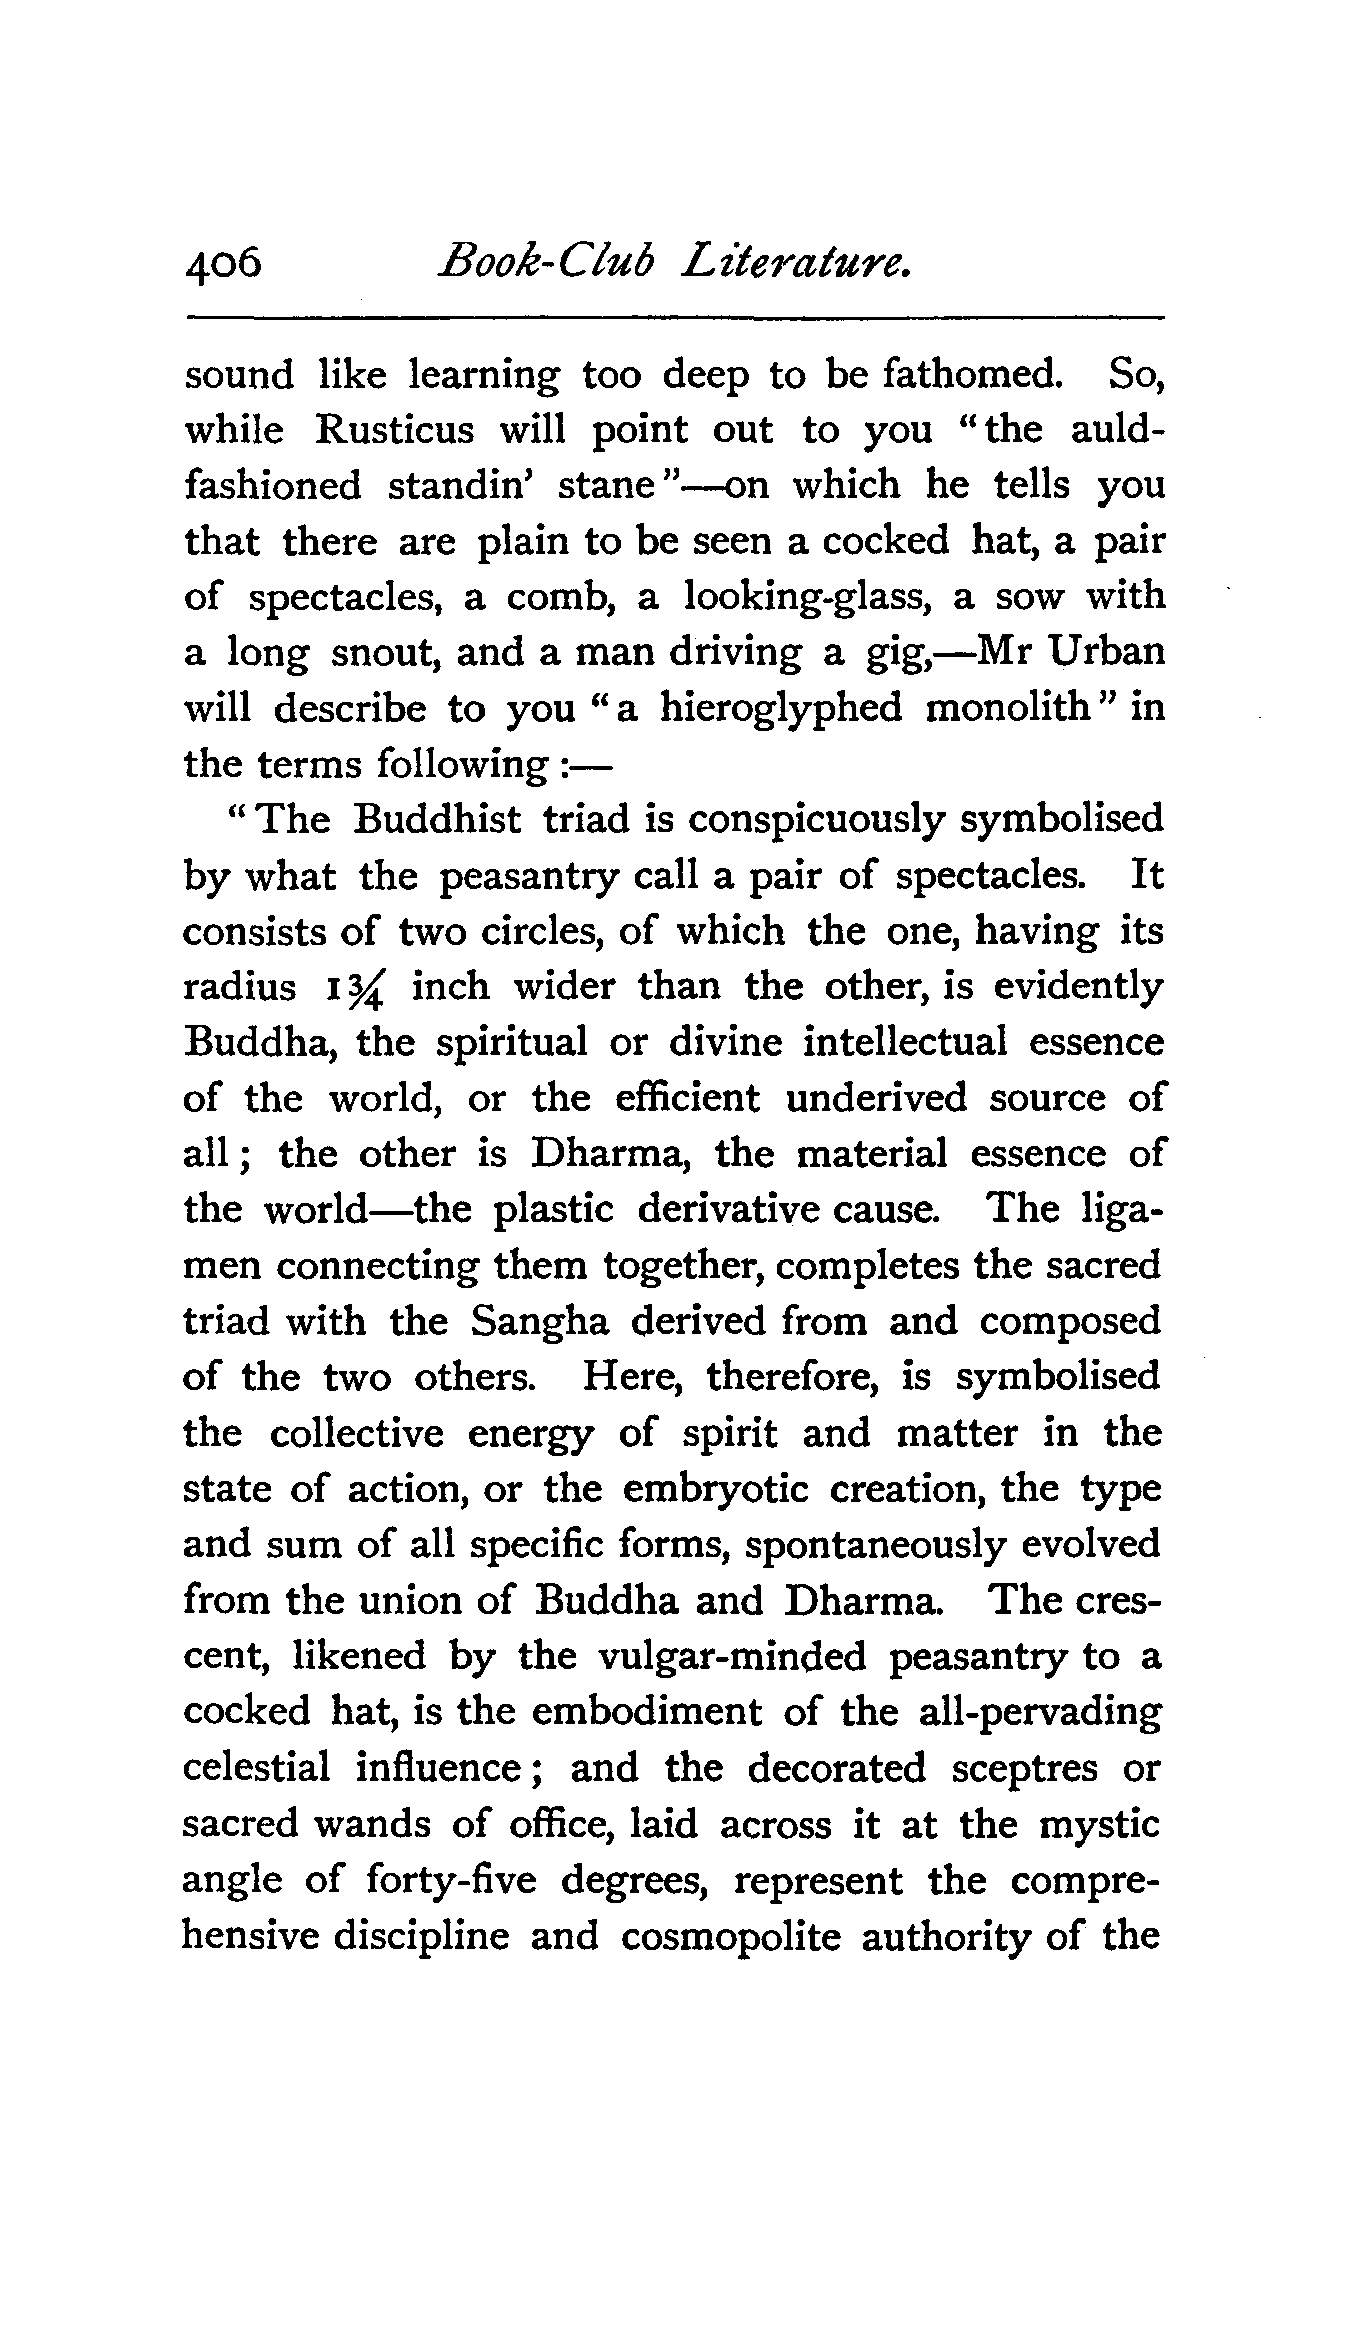 406 Book-Club Literature.
sound like learning too deep to be fathomed. So,
while Rusticus will point out to you “the auld-
fashioned standin’ stane”—on which he tells you
that there are plain to be seen a cocked hat, a pair
of spectacles, a comb, a looking-glass, a sow with
a long snout, and a man driving a gig,—Mr Urban
will describe to you “a hieroglyphed monolith” in
the terms following :—
“The Buddhist triad is conspicuously symbolised
by what the peasantry call a pair of spectacles. It
consists of two circles, of which the one, having its
radius 1¾ inch wider than the other, is evidently
Buddha, the spiritual or divine intellectual essence
of the world, or the efficient underived source of
all ; the other is Dharma, the material essence of
the world—the plastic derivative cause. The liga-
men connecting them together, completes the sacred
triad with the Sangha derived from and composed
of the two others. Here, therefore, is symbolised
the collective energy of spirit and matter in the
state of action, or the embryotic creation, the type
and sum of all specific forms, spontaneously evolved
from the union of Buddha and Dharma. The cres-
cent, likened by the vulgar-minded peasantry to a
cocked hat, is the embodiment of the all-pervading
celestial influence ; and the decorated sceptres or
sacred wands of office, laid across it at the mystic
angle of forty-five degrees, represent the compre-
hensive discipline and cosmopolite authority of the